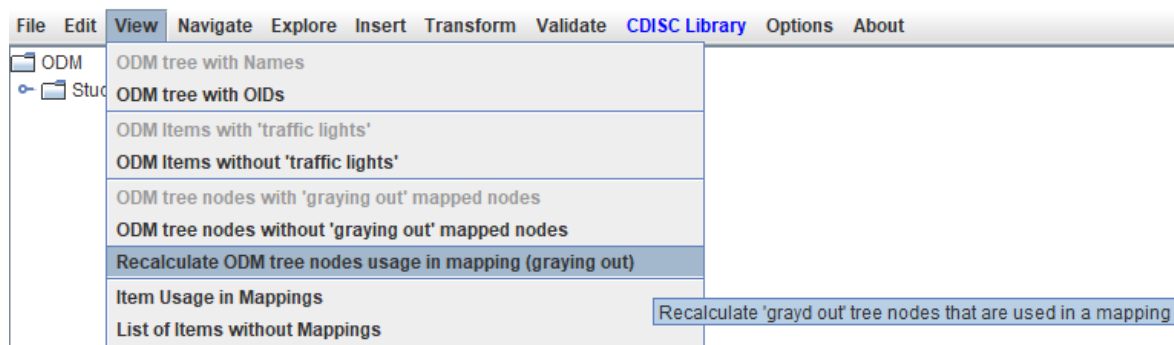 File Edit View Navigate Explore Insert Transform Validate CDISC Library Options About
ODM
ODM tree with Names
ODM tree with OIDs
ODM Items with 'traffic lights'
ODM Items without 'traffic lights'
ODM tree nodes with 'graying out' mapped nodes
ODM tree nodes without 'graying out' mapped nodes
Recalculate ODM tree nodes usage in mapping (graying out)
Item Usage in Mappings
Recalculate 'grayd out' tree nodes that are used in a mapping
List of Items without Mappings